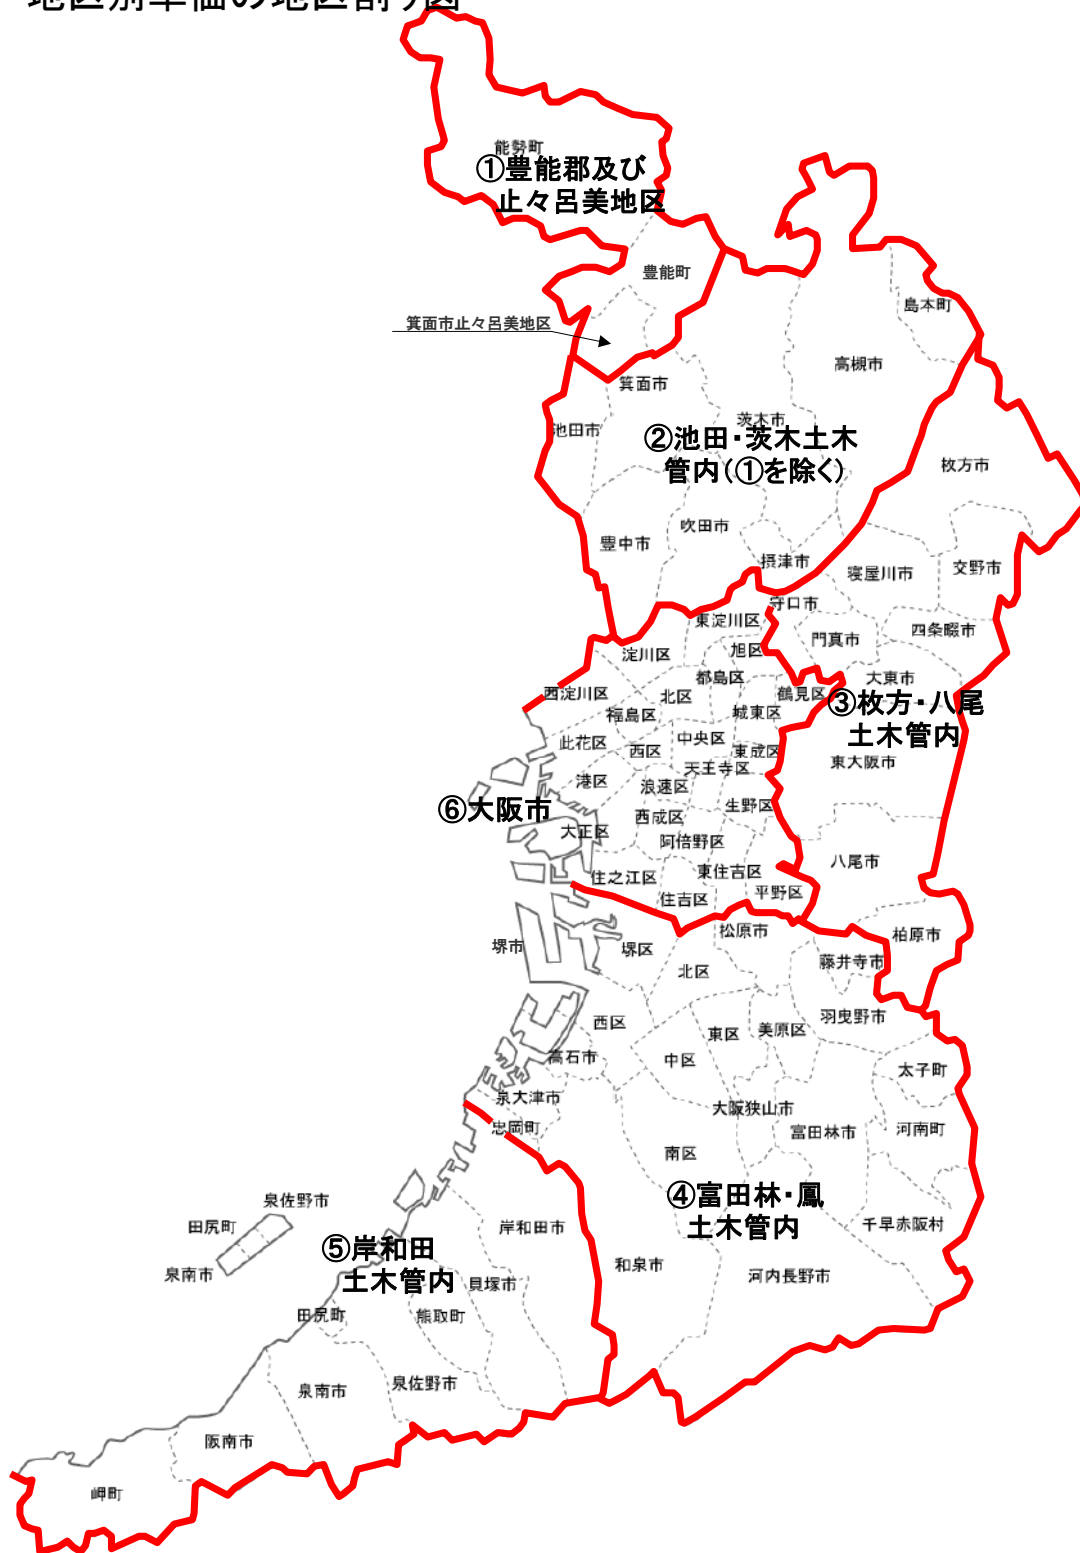 地区別単価の地区割り図
能勢町
①豊能郡及び
止々呂美地区
豊能町
島本町
箕面市止々呂美地区
高槻市
箕面市
茨木市
池田市
②池田・茨木土木
管内(①を除く)
枚方市
吹田市
豊中市
摂津市
寝屋川市
交野市
守口市
東淀川区
門真市
四条畷市
淀川区
旭区
都島区
大東市
西淀川区
北区
鶴見区
③枚方・八尾
土木管内
福島区
城東区
此花区
西区
中央区
東成区
天王寺区
東大阪市
港区
浪速区
⑥大阪市
生野区
西成区
大正区
阿倍野区
八尾市
住之江区
東住吉区
平野区
住吉区
松原市
柏原市
堺市
堺区
藤井寺市
北区
西区
羽曳野市
東区
美原区
高石市
中区
太子町
泉大津市
大阪狭山市
忠岡町
富田林市
河南町
南区
④富田林・鳳
土木管内
泉佐野市
田尻町
岸和田市
千早赤阪村
⑤岸和田
土木管内
泉南市
和泉市
河内長野市
貝塚市
田尻町
熊取町
泉南市
泉佐野市
阪南市
岬町